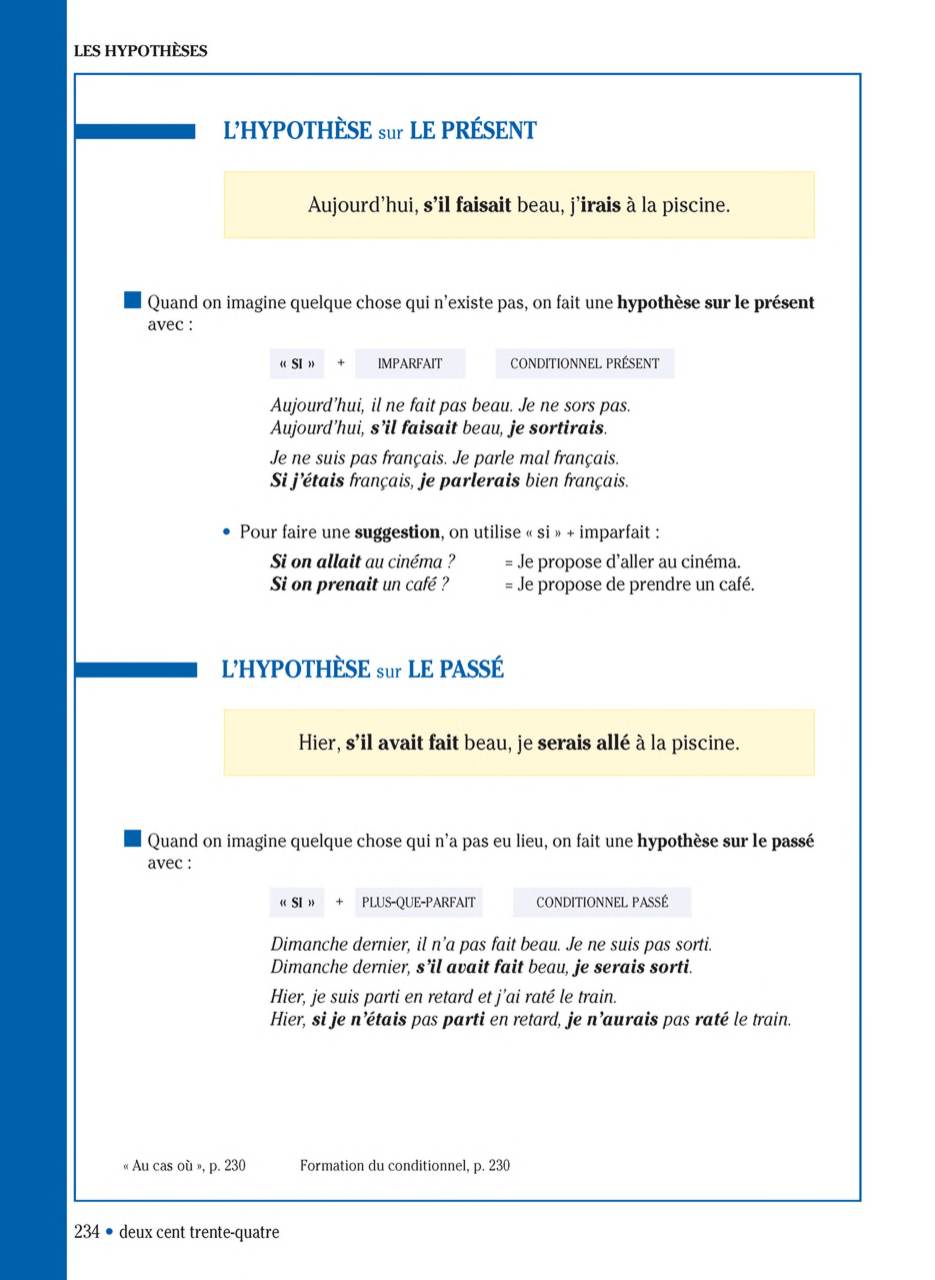 LES HYPOTHÈSES
L'HYPOTHÈSE sur LE PRÉSENT
Aujourd'hui, s'il faisait beau, j'irais à la piscine.
Quand on imagine quelque chose qui n'existe pas, on fait une hypothèse sur le présent
avec :
« SI » + IMPARFAIT CONDITIONNEL PRÉSENT
Aujourd'hui, il ne fait pas beau. Je ne sors pas.
Aujourd'hui, s'il faisait beau, je sortirais.
Je ne suis pas français. Je parle mal français.
Si j'étais français, je parlerais bien français.
• Pour faire une suggestion, on utilise « si » + imparfait :
Si on allait au cinéma ? = Je propose d'aller au cinéma.
Si on prenait un café ? = Je propose de prendre un café.
L'HYPOTHÈSE sur LE PASSÉ
Hier, s'il avait fait beau, je serais allé à la piscine.
Quand on imagine quelque chose qui n'a pas eu lieu, on fait une hypothèse sur le passé
avec :
« SI » + PLUS-QUE-PARFAIT CONDITIONNEL PASSÉ
Dimanche dernier, il n'a pas fait beau. Je ne suis pas sorti.
Dimanche dernier, s'il avait fait beau, je serais sorti.
Hier, je suis parti en retard et j'ai raté le train.
Hier, si je n'étais pas parti en retard, je n'aurais pas raté le train.
« Au cas où », p. 230 Formation du conditionnel, p. 230
234 • deux cent trente-quatre